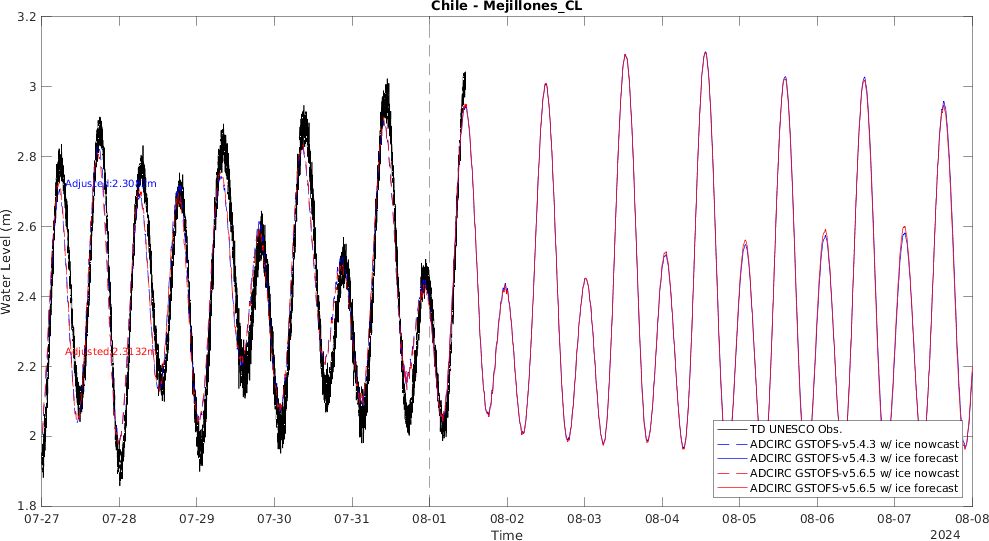 Chile - Mejillones_CL
3.2
3
2.8
2.6
2.4
2.2
2
1.8
Water Level (m)
Adjusted:2.3132m
TD UNESCO Obs.
ADCIRC GSTOFS-v5.4.3 w/ ice nowcast
ADCIRC GSTOFS-v5.4.3 w/ ice forecast
ADCIRC GSTOFS-v5.6.5 w/ ice nowcast
ADCIRC GSTOFS-v5.6.5 w/ ice forecast
07-27 07-28 07-29 07-30 07-31 08-01 08-02 08-03 08-04 08-05 08-06 08-07 08-08
Time
2024